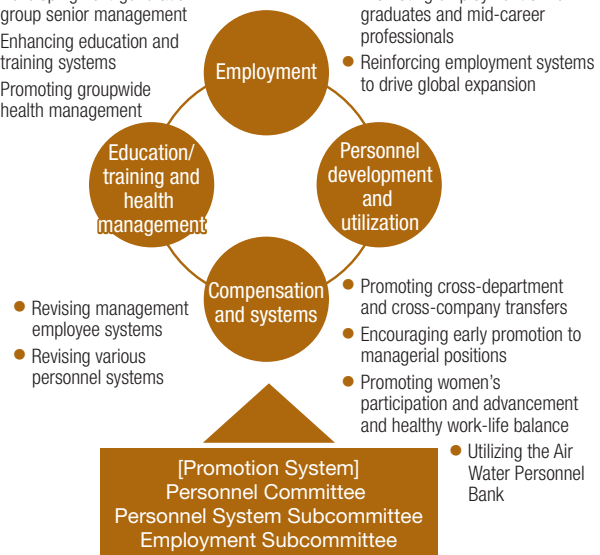 group senior management
Enhancing education and
training systems
Promoting groupwide
health management
graduates and mid-career
professionals
● Reinforcing employment systems
to drive global expansion
Employment
Education/
training and
health
management
Personnel
development
and
utilization
Compensation
and systems
● Revising management
employee systems
● Revising various
personnel systems
● Promoting cross-department
and cross-company transfers
● Encouraging early promotion to
managerial positions
● Promoting women's
participation and advancement
and healthy work-life balance
● Utilizing the Air
Water Personnel
Bank
[Promotion System]
Personnel Committee
Personnel System Subcommittee
Employment Subcommittee